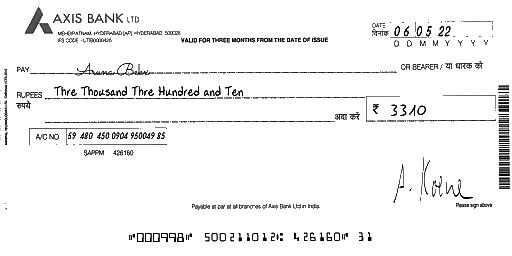 AXIS BANK LTD
MEHDIPATNAM, HYDERABAD [AP] HYDERABAD 500028
IFS CODE - UTIB0000426
VALID FOR THREE MONTHS FROM THE DATE OF ISSUE
DATE
दिनांक 06 05 22
D D M M Y Y Y Y
PAY Aruna OR BEARER / या धारक को
RUPEES Thre Thousand Thre Hundred and Ten
रुपये अदा करें ₹ 3310
A/C NO 59 480 450 0904 950049 85
SAPPM 426160
A. Kone
Please sign above
Payable at par at all branches of Axis Bank Ltd in India.
"000998" 500211012: 426160" 31